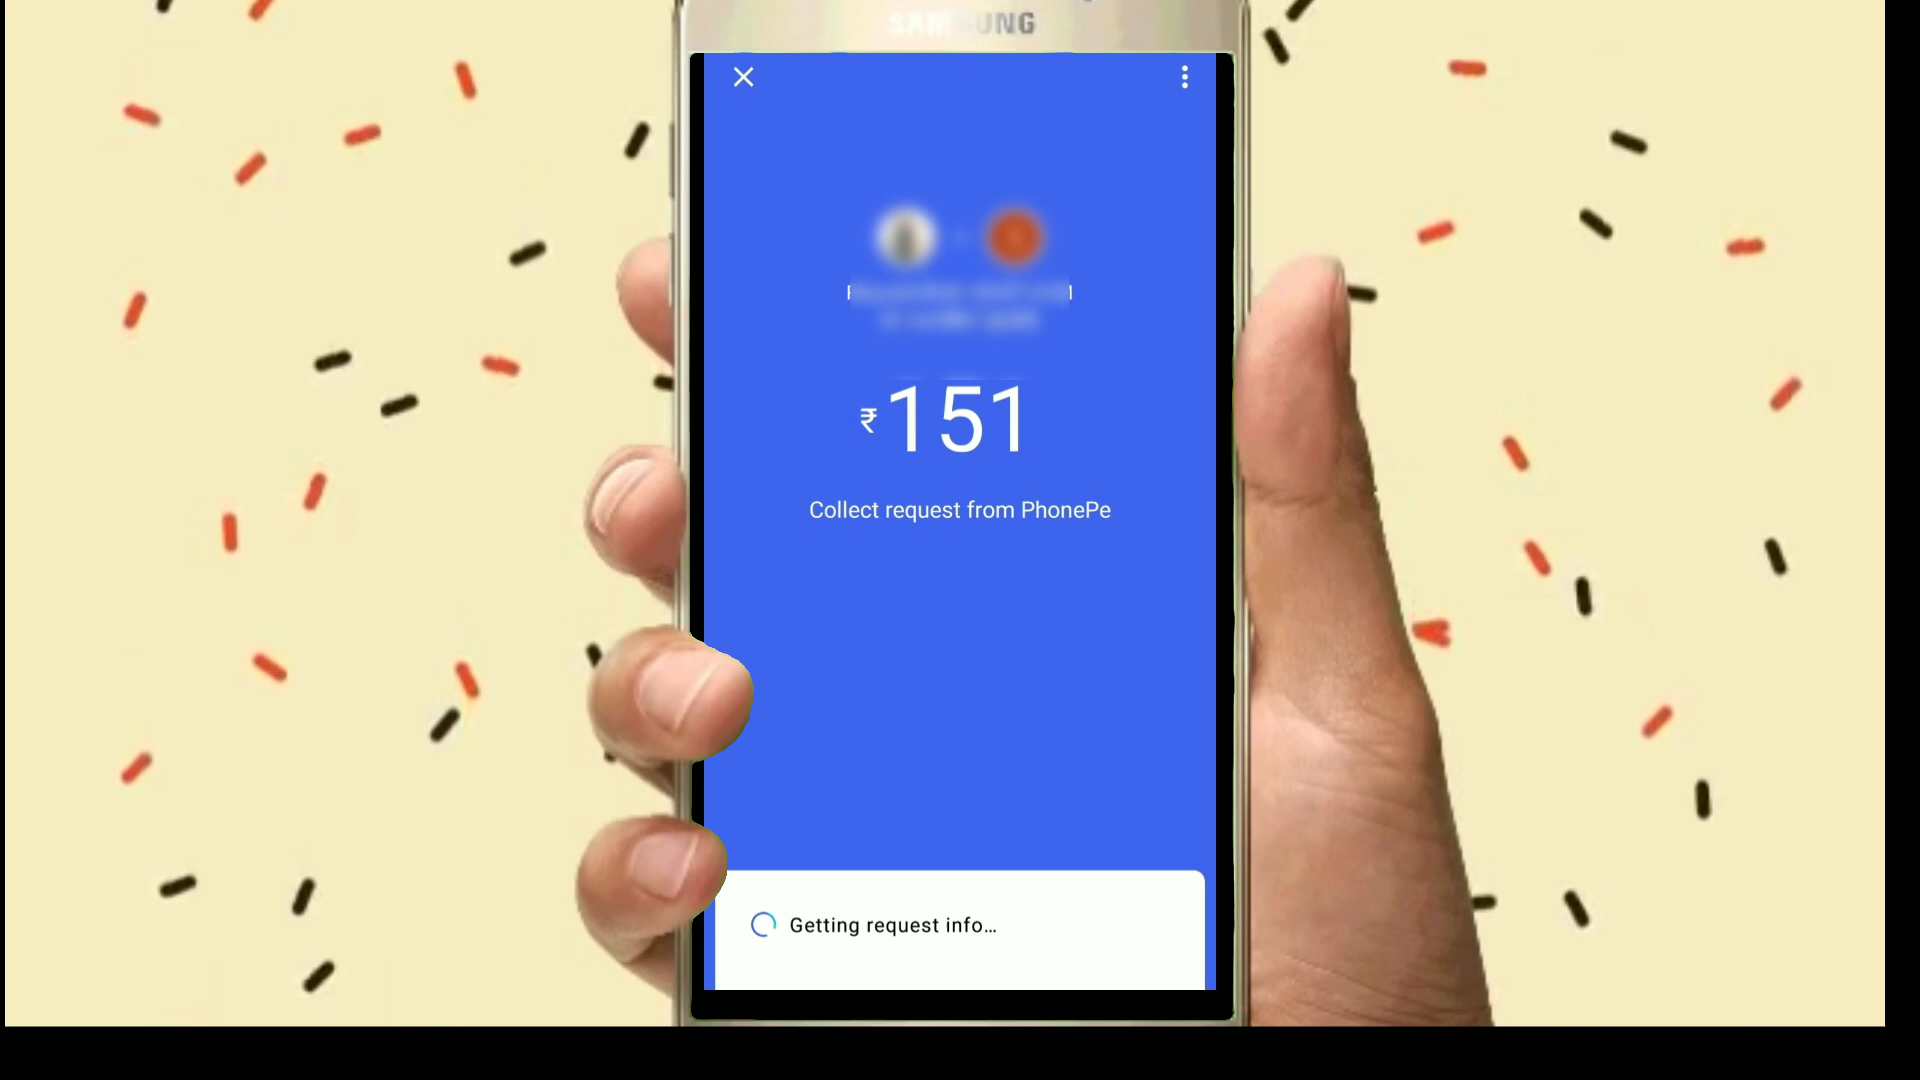 SAMSUNG
₹151
Collect request from PhonePe
Getting request info...